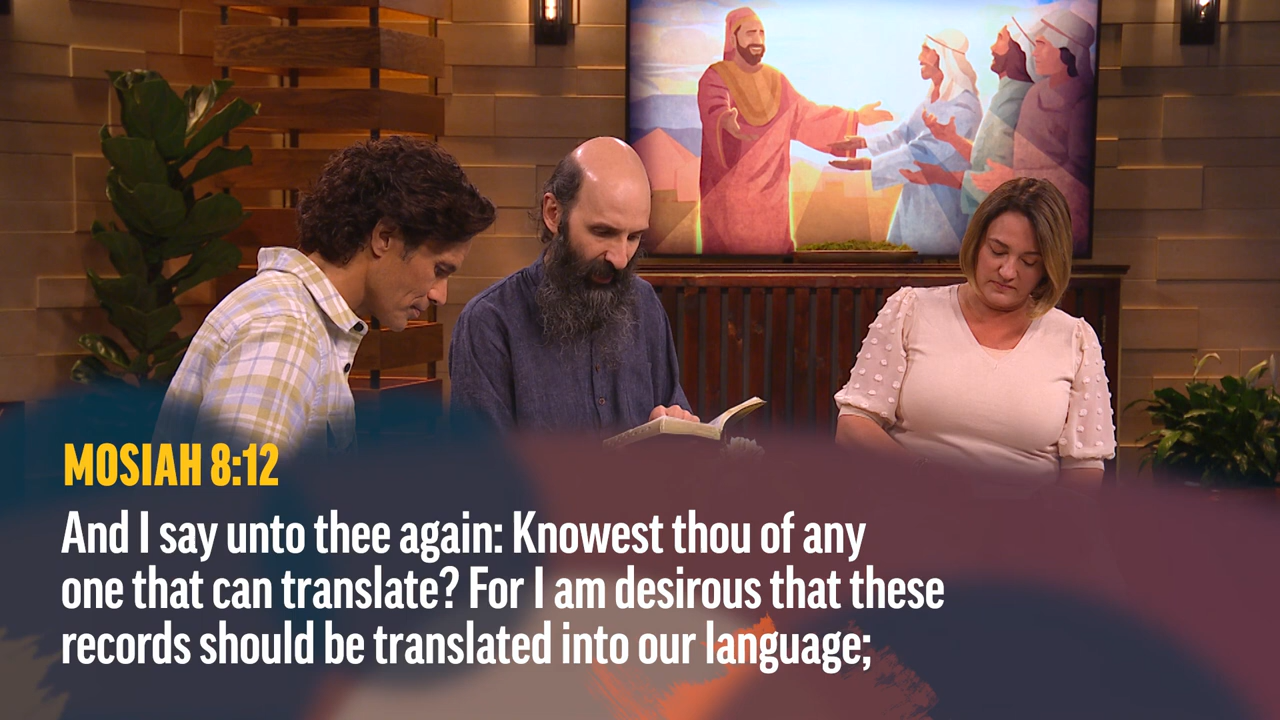 MOSIAH 8:12
And I say unto thee again: Knowest thou of any
one that can translate? For I am desirous that these
records should be translated into our language;